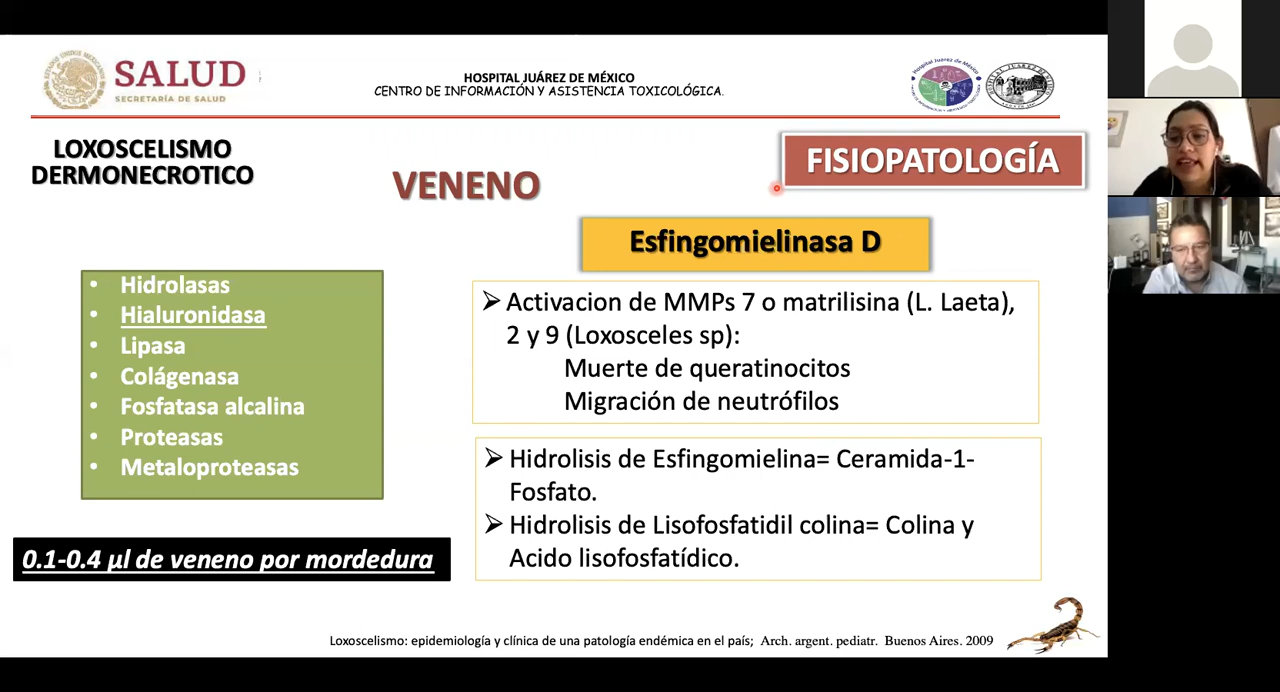 SALUD
SECRETARÍA DE SALUD
HOSPITAL JUÁREZ DE MÉXICO
CENTRO DE INFORMACIÓN Y ASISTENCIA TOXICOLÓGICA.
LOXOSCELISMO
DERMONECROTICO
VENENO
FISIOPATOLOGÍA
Esfingomielinasa D
• Hidrolasas
• Hialuronidasa
• Lipasa
• Colágenasa
• Fosfatasa alcalina
• Proteasas
• Metaloproteasas
0.1-0.4 µl de veneno por mordedura
➢ Activacion de MMPs 7 o matrilisina (L. Laeta),
2 y 9 (Loxosceles sp):
Muerte de queratinocitos
Migración de neutrófilos
➢ Hidrolisis de Esfingomielina= Ceramida-1-
Fosfato.
➢ Hidrolisis de Lisofosfatidil colina= Colina y
Acido lisofosfatídico.
Loxoscelismo: epidemiología y clínica de una patología endémica en el país; Arch. argent. pediatr. Buenos Aires. 2009